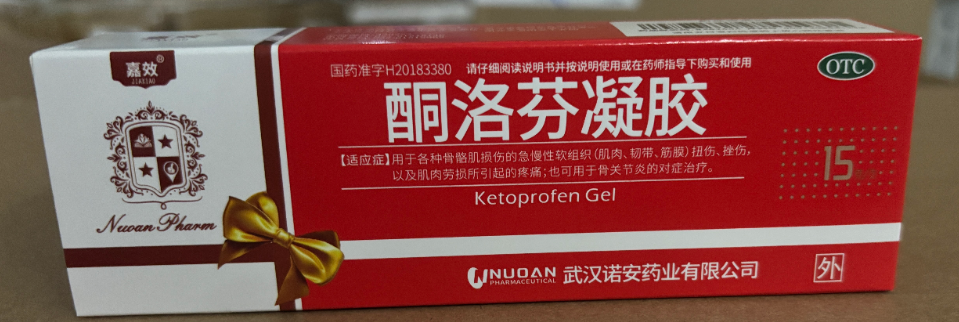 嘉效
JIAXIAO
Nuoan Pharm
国药准字H20183380
请仔细阅读说明书并按说明使用或在药师指导下购买和使用
OTC
酮洛芬凝胶
【适应症】用于各种骨骼肌损伤的急慢性软组织(肌肉、韧带、筋膜)扭伤、挫伤,
以及肌肉劳损所引起的疼痛;也可用于骨关节炎的对症治疗。
15
Ketoprofen Gel
NUOAN
PHARMACEUTICAL
武汉诺安药业有限公司
外